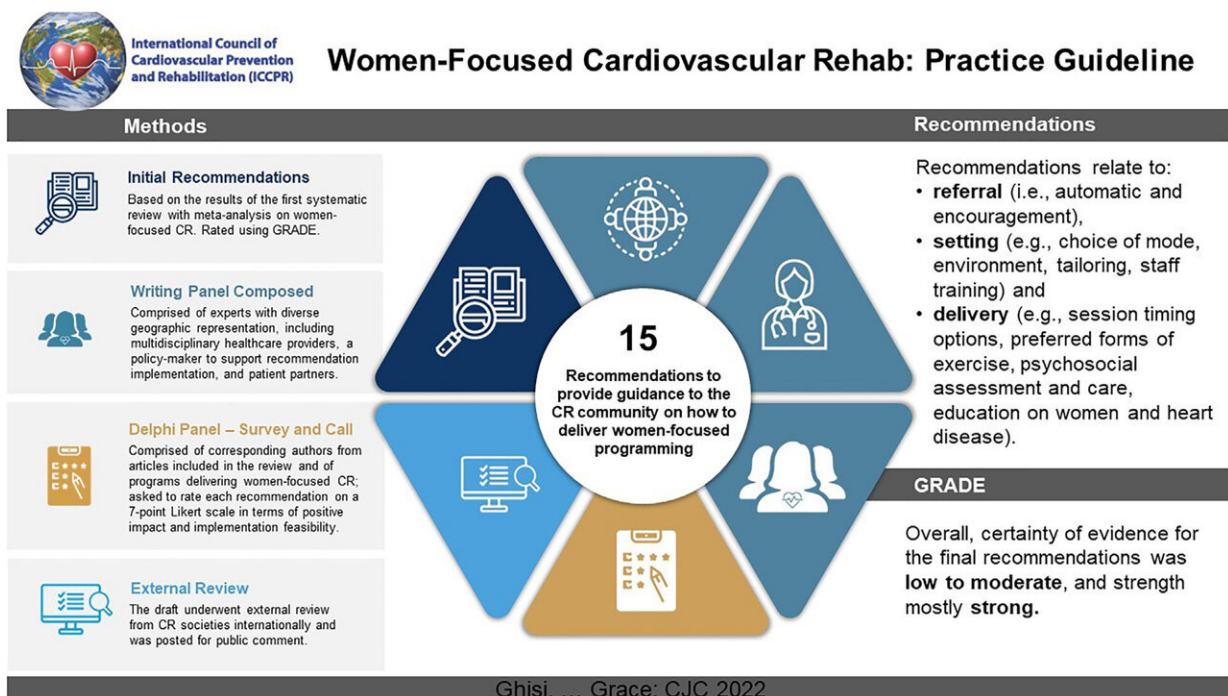 International Council of
Cardiovascular Prevention
and Rehabilitation (ICCPR)
Women-Focused Cardiovascular Rehab: Practice Guideline
Methods
Initial Recommendations
Based on the results of the first systematic
review with meta-analysis on women-
focused CR. Rated using GRADE.
Writing Panel Composed
Comprised of experts with diverse
geographic representation, including
multidisciplinary healthcare providers, a
policy-maker to support recommendation
implementation, and patient partners.
Delphi Panel – Survey and Call
Comprised of corresponding authors from
articles included in the review and of
programs delivering women-focused CR;
asked to rate each recommendation on a
7-point Likert scale in terms of positive
impact and implementation feasibility.
External Review
The draft underwent external review
from CR societies internationally and
was posted for public comment.
15
Recommendations to
provide guidance to the
CR community on how to
deliver women-focused
programming
Recommendations
Recommendations relate to:
• referral (i.e., automatic and
encouragement),
• setting (e.g., choice of mode,
environment, tailoring, staff
training) and
• delivery (e.g., session timing
options, preferred forms of
exercise, psychosocial
assessment and care,
education on women and heart
disease).
GRADE
Overall, certainty of evidence for
the final recommendations was
low to moderate, and strength
mostly strong.
Ghisi, ... Grace; CJC 2022